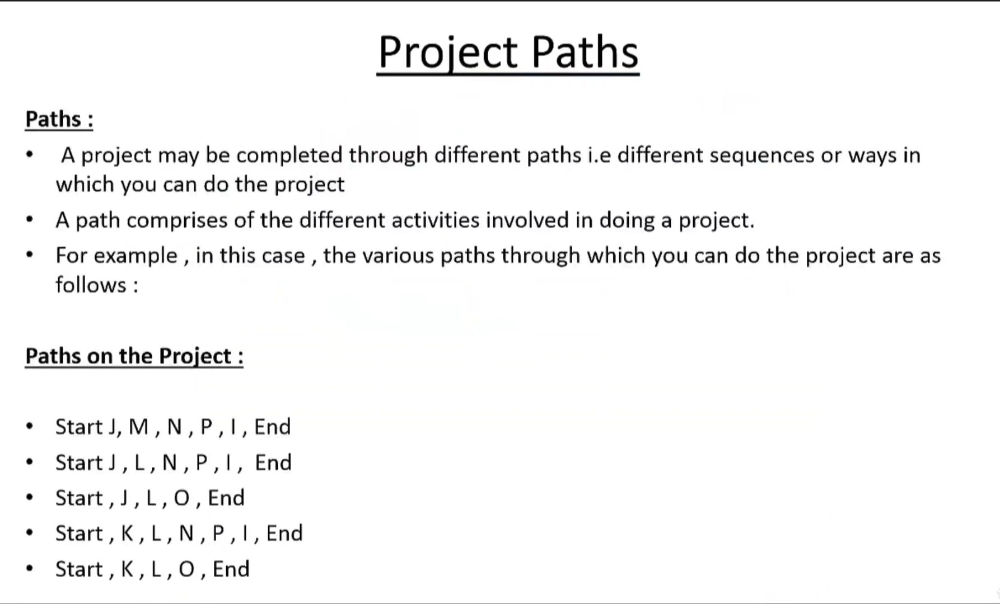 Project Paths
Paths :
• A project may be completed through different paths i.e different sequences or ways in
which you can do the project
• A path comprises of the different activities involved in doing a project.
• For example , in this case , the various paths through which you can do the project are as
follows :
Paths on the Project :
• Start J, M , N , P , I , End
• Start J , L , N , P , I , End
• Start , J , L , O , End
• Start , K , L , N , P , I , End
• Start , K , L , O , End